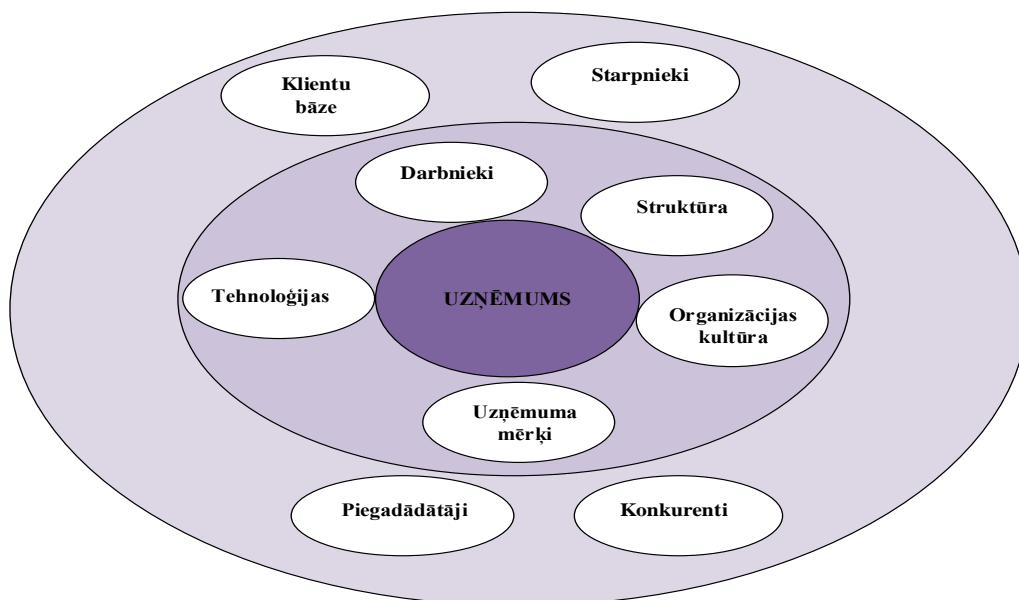 Klientu
bāze
Starpnieki
Darbnieki
Struktūra
Tehnoloģijas
UZŅĒMUMS
Organizācijas
kultūra
Uzņēmuma
mērķi
Piegadādātāji
Konkurenti